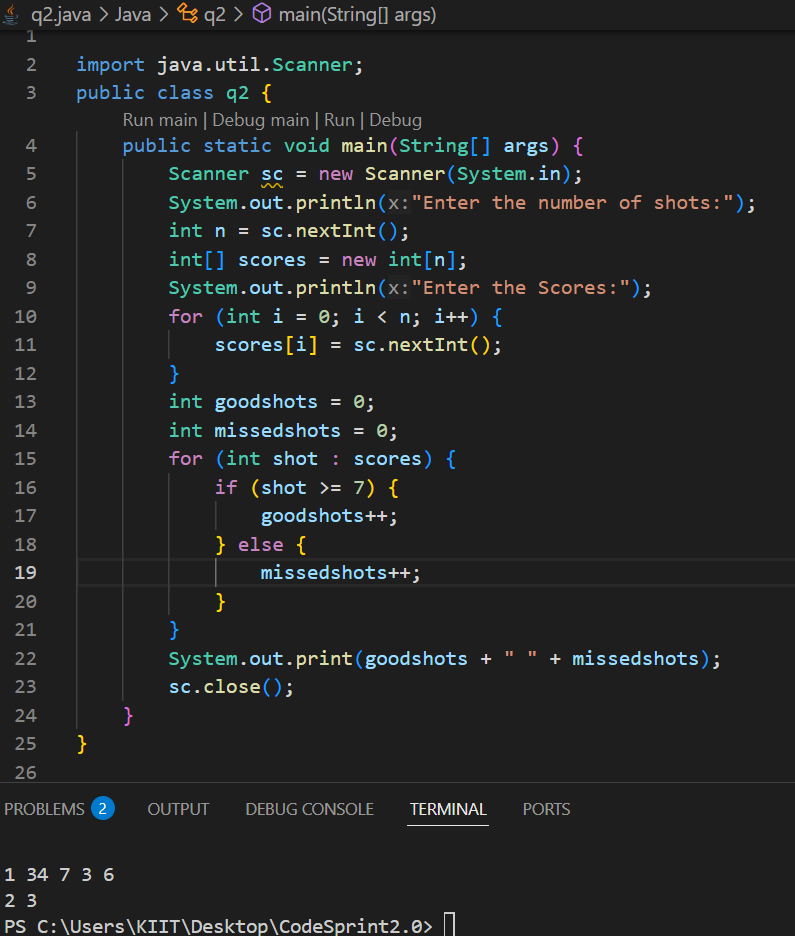 q2.java > Java > q2 > main(String[] args)
1
2 import java.util.Scanner;
3 public class q2 {
Run main | Debug main | Run | Debug
4 public static void main(String[] args) {
5 Scanner sc = new Scanner(System.in);
6 System.out.println(x:"Enter the number of shots:");
7 int n = sc.nextInt();
8 int[] scores = new int[n];
9 System.out.println(x:"Enter the Scores:");
10 for (int i = 0; i < n; i++) {
11 scores[i] = sc.nextInt();
12 }
13 int goodshots = 0;
14 int missedshots = 0;
15 for (int shot : scores) {
16 if (shot >= 7) {
17 goodshots++;
18 } else {
19 missedshots++;
20 }
21 }
22 System.out.print(goodshots + " " + missedshots);
23 sc.close();
24 }
25 }
26
PROBLEMS 2 OUTPUT DEBUG CONSOLE TERMINAL PORTS
1 34 7 3 6
2 3
PS C:\Users\KIIT\Desktop\CodeSprint2.0>